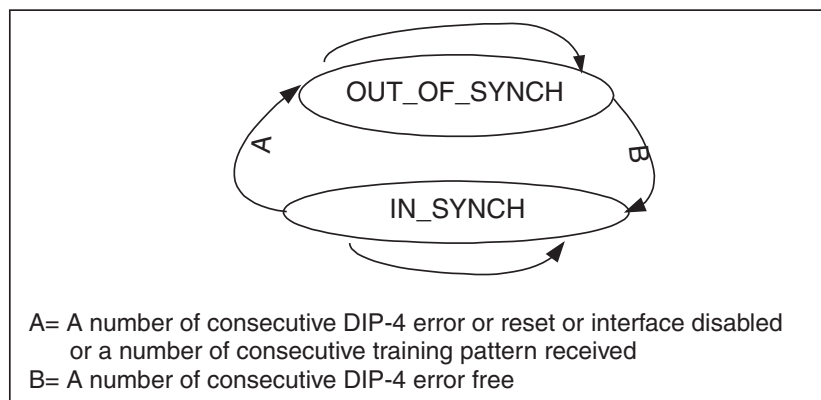 OUT_OF_SYNCH
A
B
IN_SYNCH
A= A number of consecutive DIP-4 error or reset or interface disabled
or a number of consecutive training pattern received
B= A number of consecutive DIP-4 error free